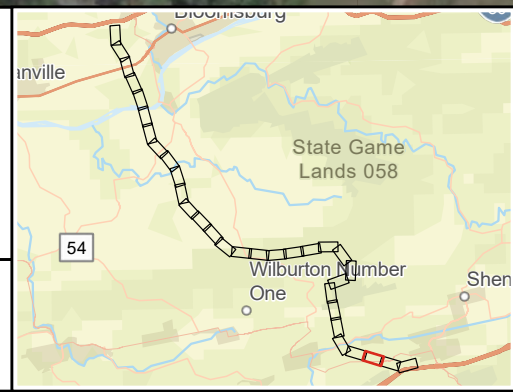 Bloomsburg
anville
State Game
Lands 058
54
Wilburton Number
One
Shen